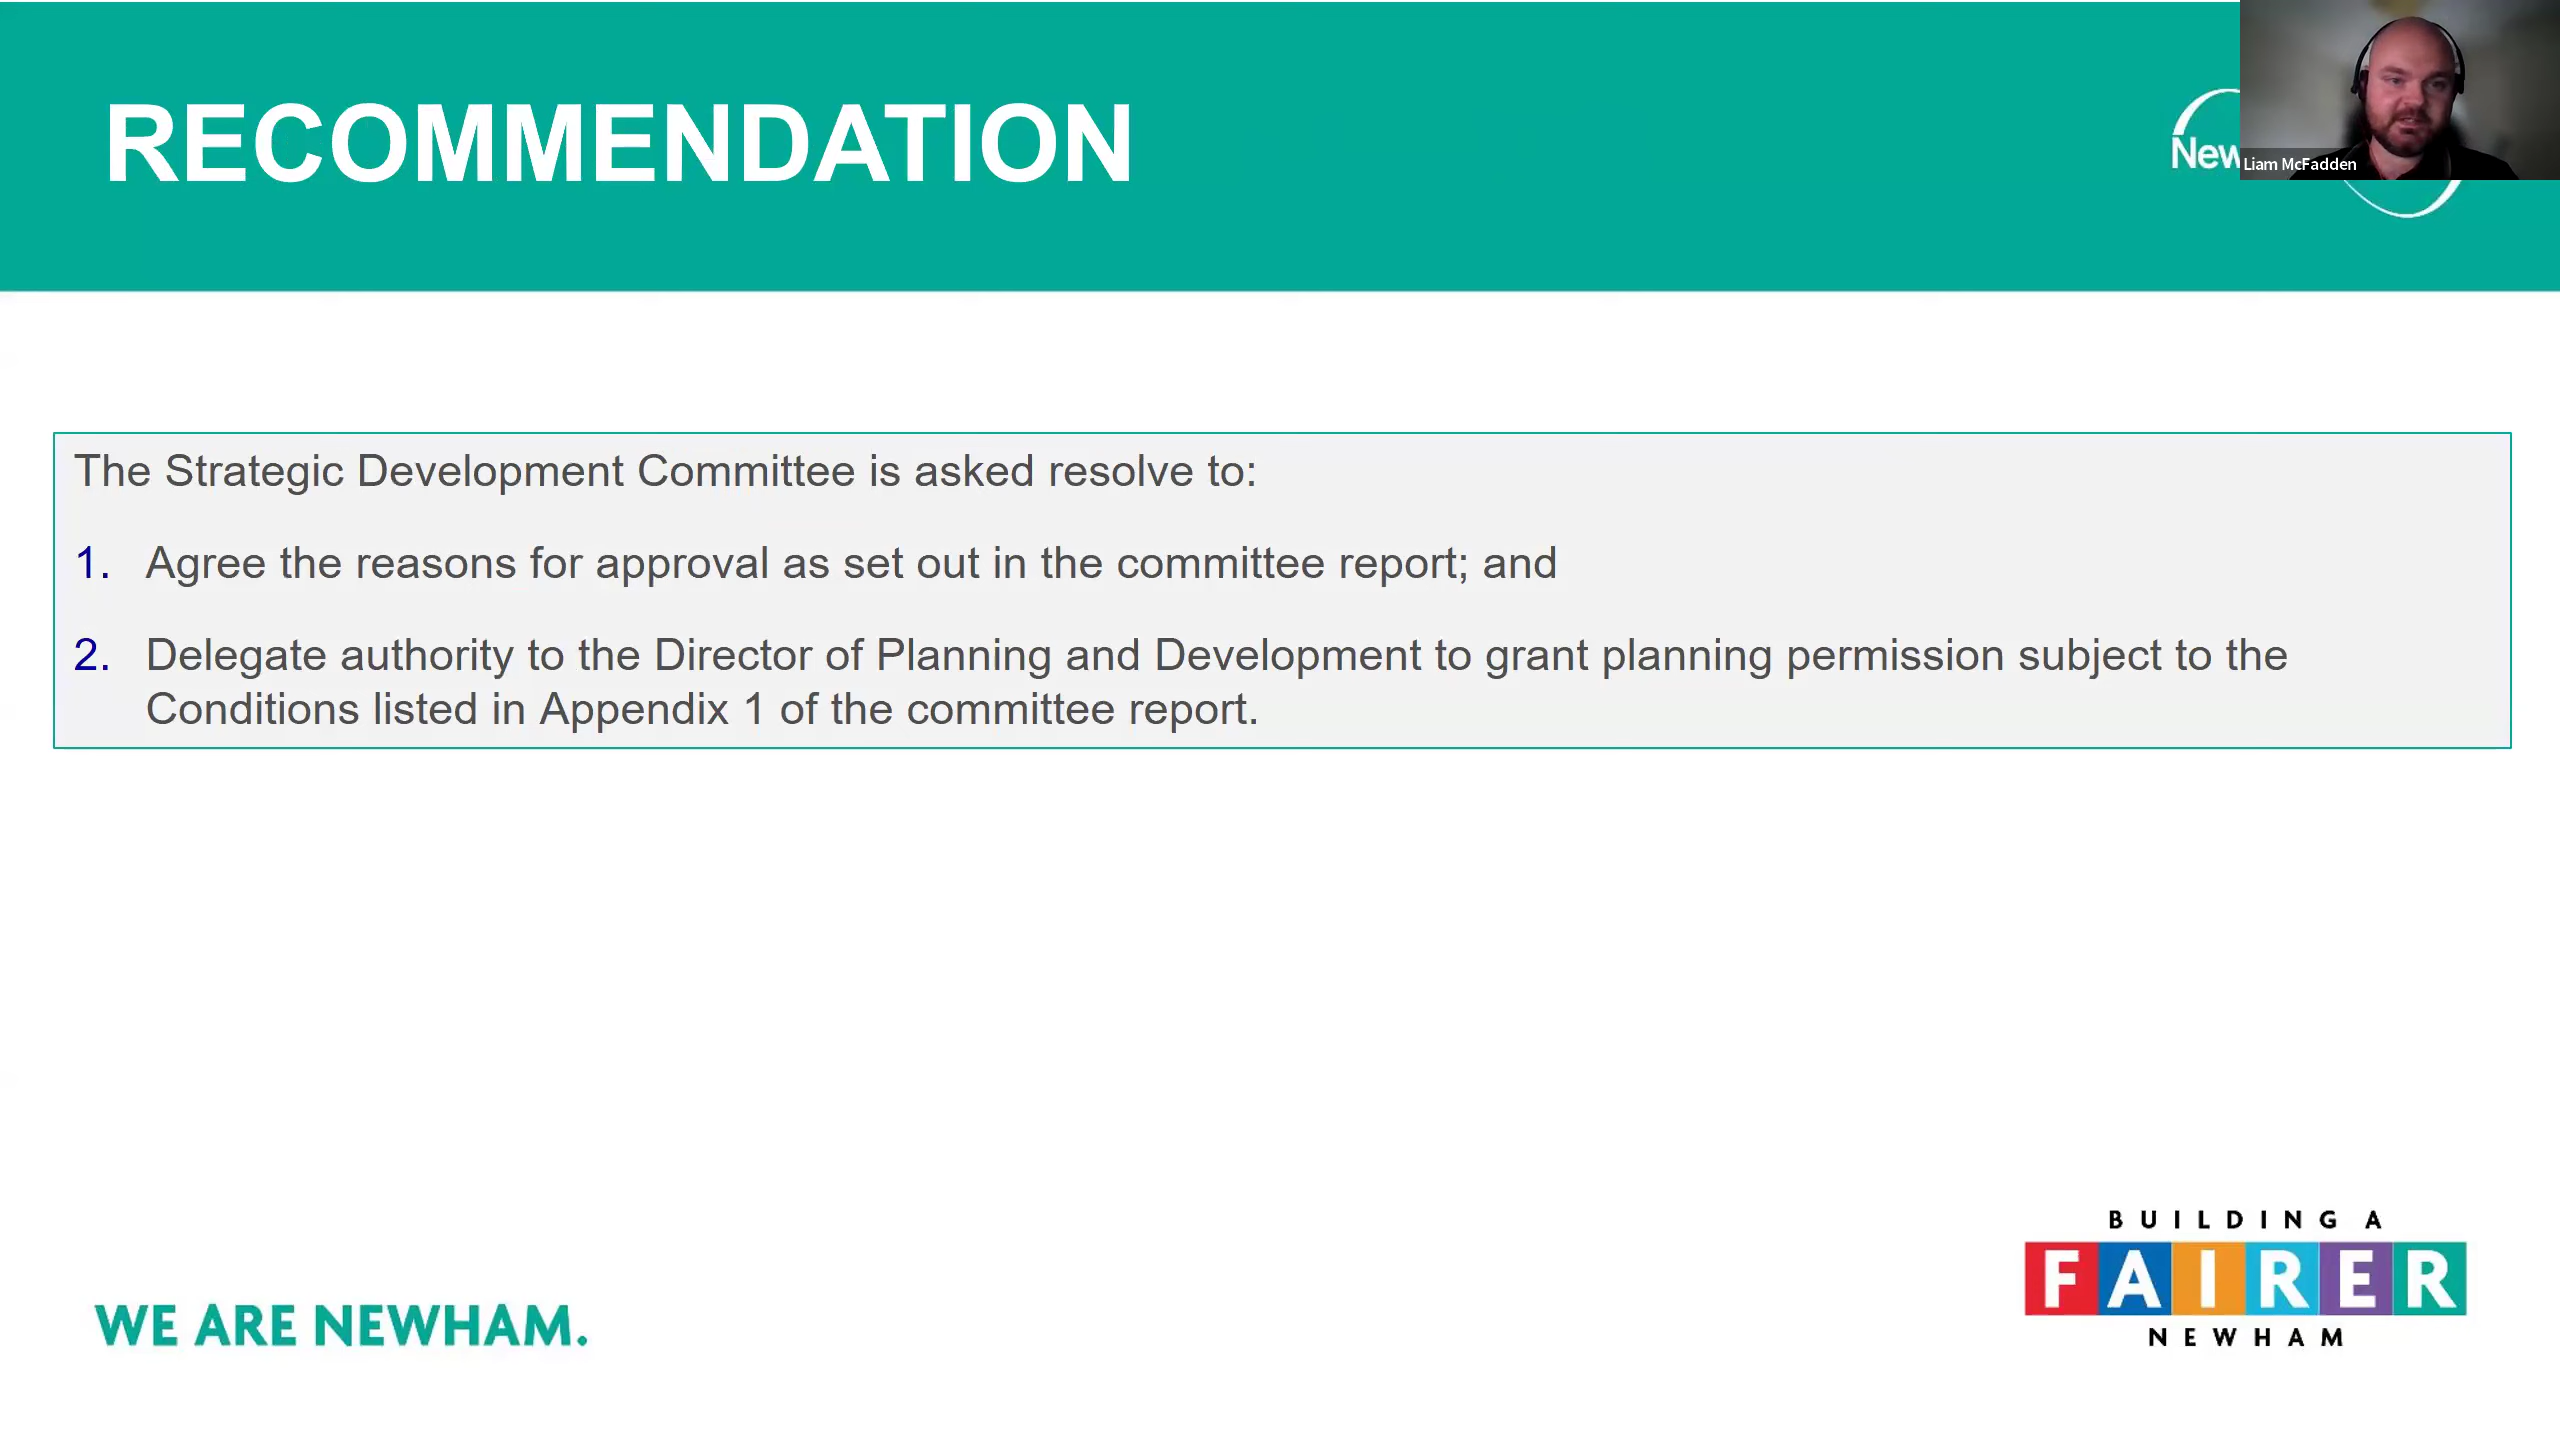 RECOMMENDATION
New
Liam McFadden
The Strategic Development Committee is asked resolve to:
1. Agree the reasons for approval as set out in the committee report; and
2. Delegate authority to the Director of Planning and Development to grant planning permission subject to the
Conditions listed in Appendix 1 of the committee report.
BUILDING A
FAIRER
NEWHAM
WE ARE NEWHAM.